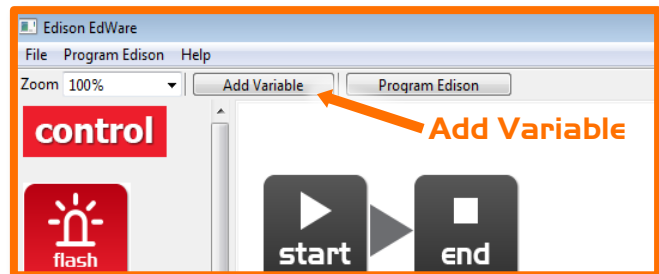 Edison EdWare
File Program Edison Help
Zoom 100% Add Variable Program Edison
control
Add Variable
flash
start end